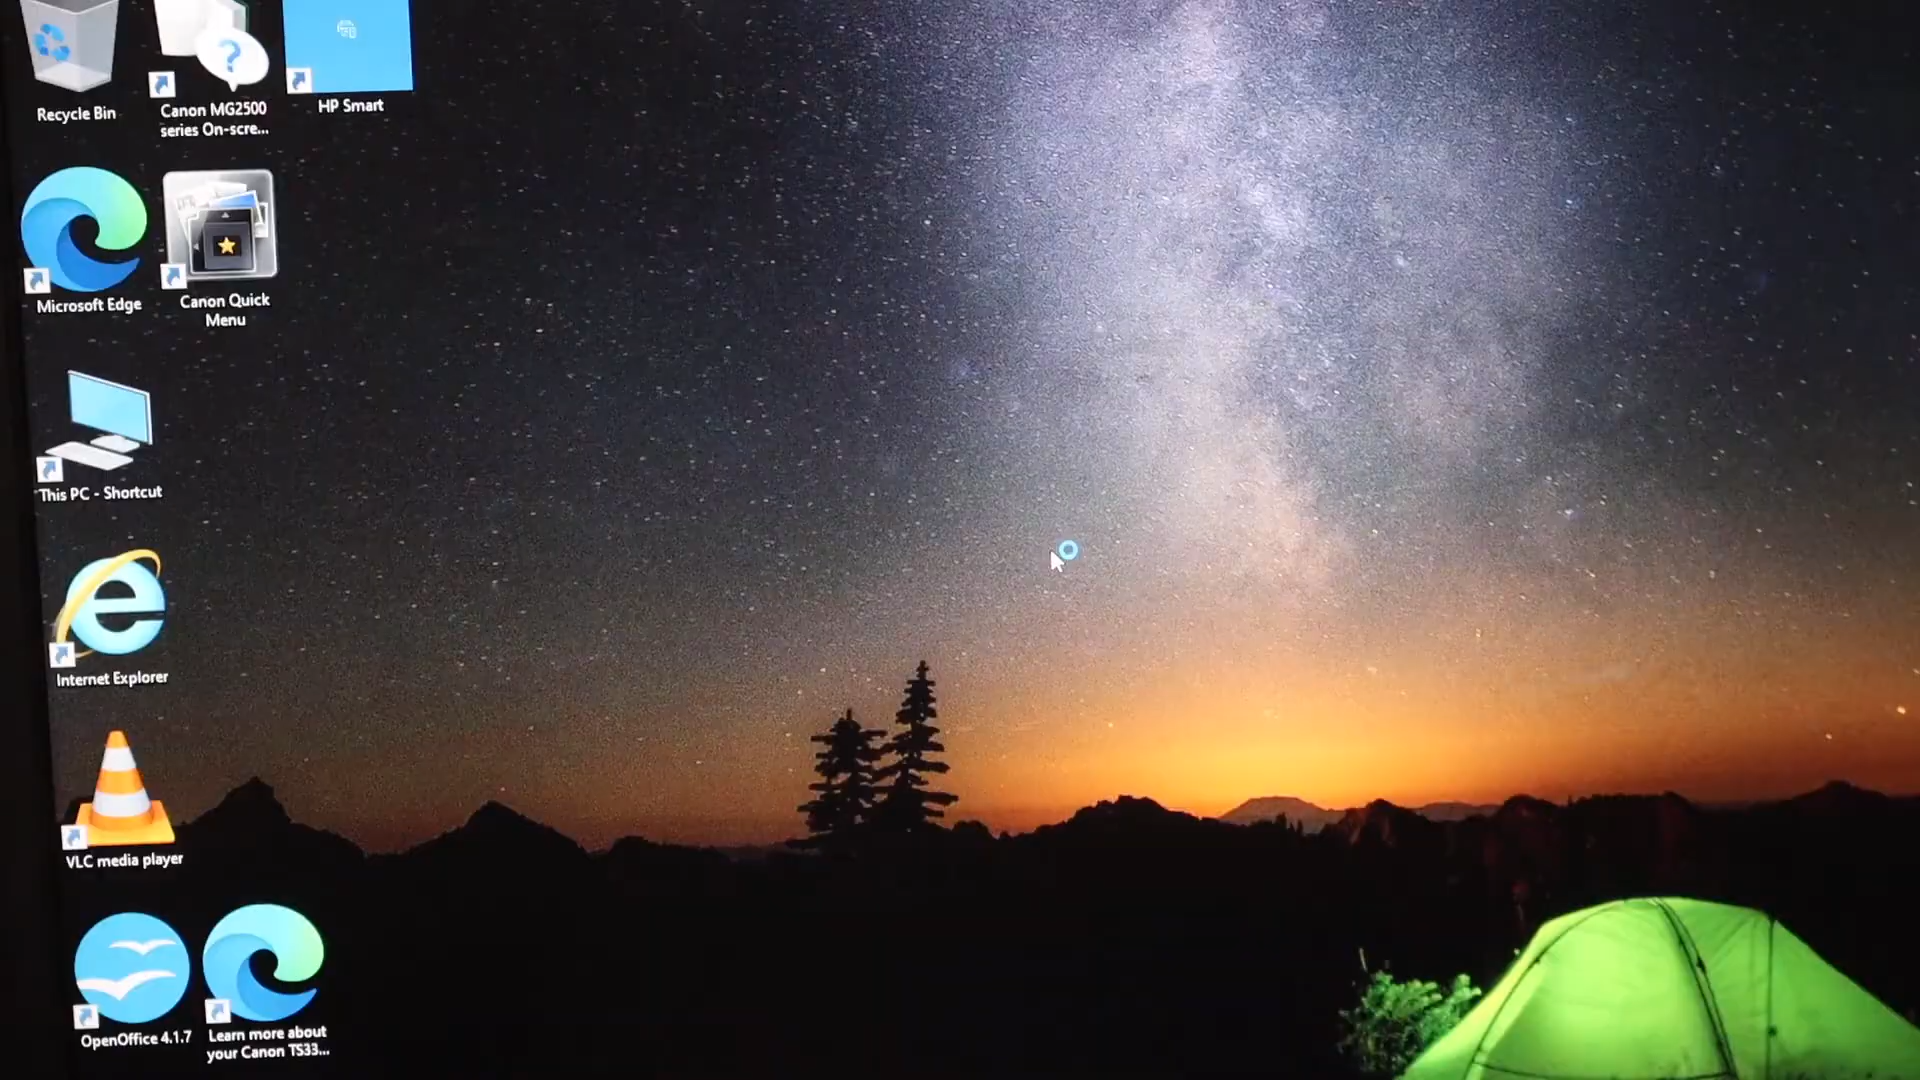 Recycle Bin
Canon MG2500
series On-scre...
HP Smart
Microsoft Edge
Canon Quick
Menu
This PC - Shortcut
Internet Explorer
VLC media player
OpenOffice 4.1.7
Learn more about
your Canon TS33...